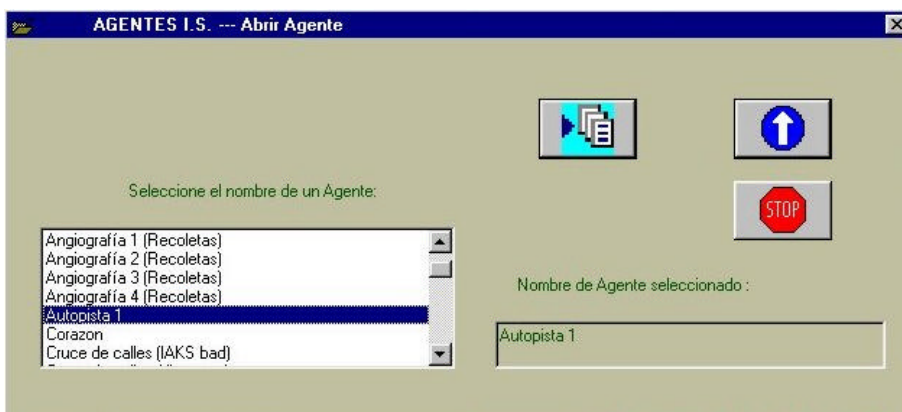 AGENTES I.S. --- Abrir Agente
Seleccione el nombre de un Agente:
STOP
Angiografía 1 (Recoletas)
Angiografía 2 (Recoletas)
Angiografía 3 (Recoletas)
Angiografía 4 (Recoletas)
Autopista 1
Corazon
Cruce de calles (IAKS bad)
Nombre de Agente seleccionado :
Autopista 1